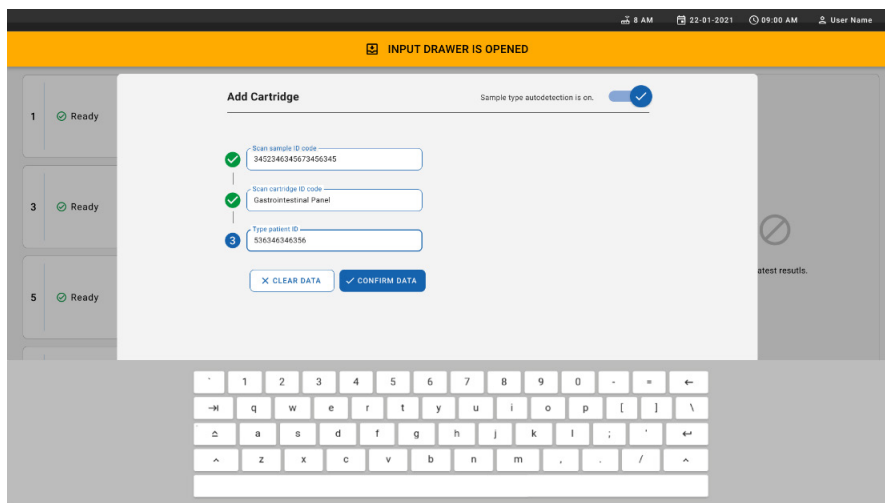 8 AM 22-01-2021 09:00 AM User Name
INPUT DRAWER IS OPENED
Add Cartridge
Sample type autodetection is on.
1 Ready
Scan sample ID code
3452346345673456345
Scan cartridge ID code
Gastrointestinal Panel
3 Ready
Type patient ID
3 536346346356
atest resutls.
CLEAR DATA CONFIRM DATA
5 Ready
` 1 2 3 4 5 6 7 8 9 0 - = ←
q w e r t y u i o p [ ] \
a s d f g h j k l ; '
z x c v b n m , . /